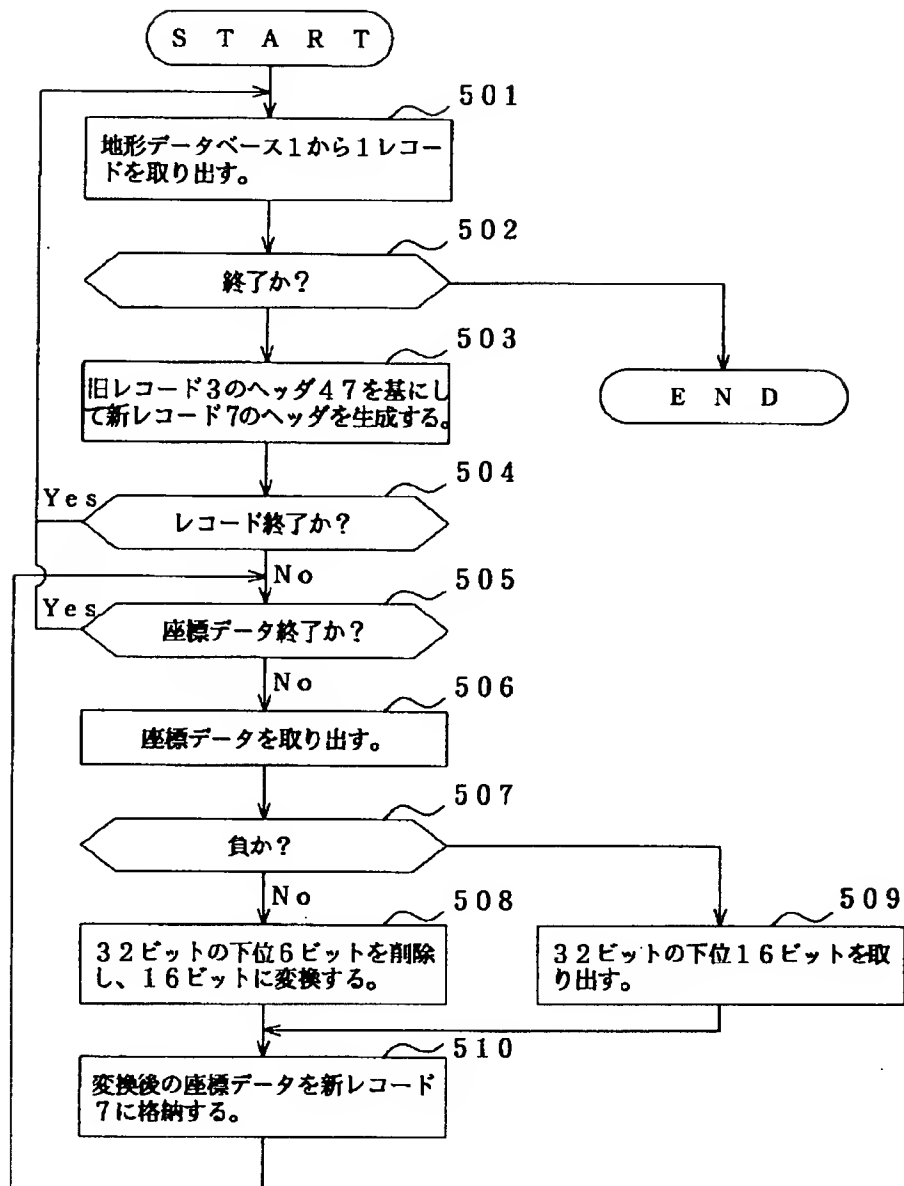 S T A R T
501
地形データベース1から1レコー
ドを取り出す。
502
終了か?
503
旧レコード3のヘッダ47を基にし
て新レコード7のヘッダを生成する。
E N D
504
Yes
レコード終了か?
No
505
Yes
座標データ終了か?
No
506
座標データを取り出す。
507
負か?
No
508
32ビットの下位6ビットを削除
し、16ビットに変換する。
509
32ビットの下位16ビットを取
り出す。
510
変換後の座標データを新レコード
7に格納する。